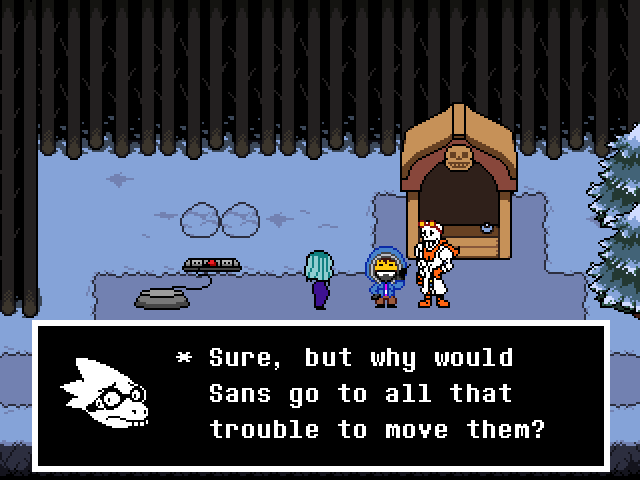 * Sure, but why would
Sans go to all that
trouble to move them?